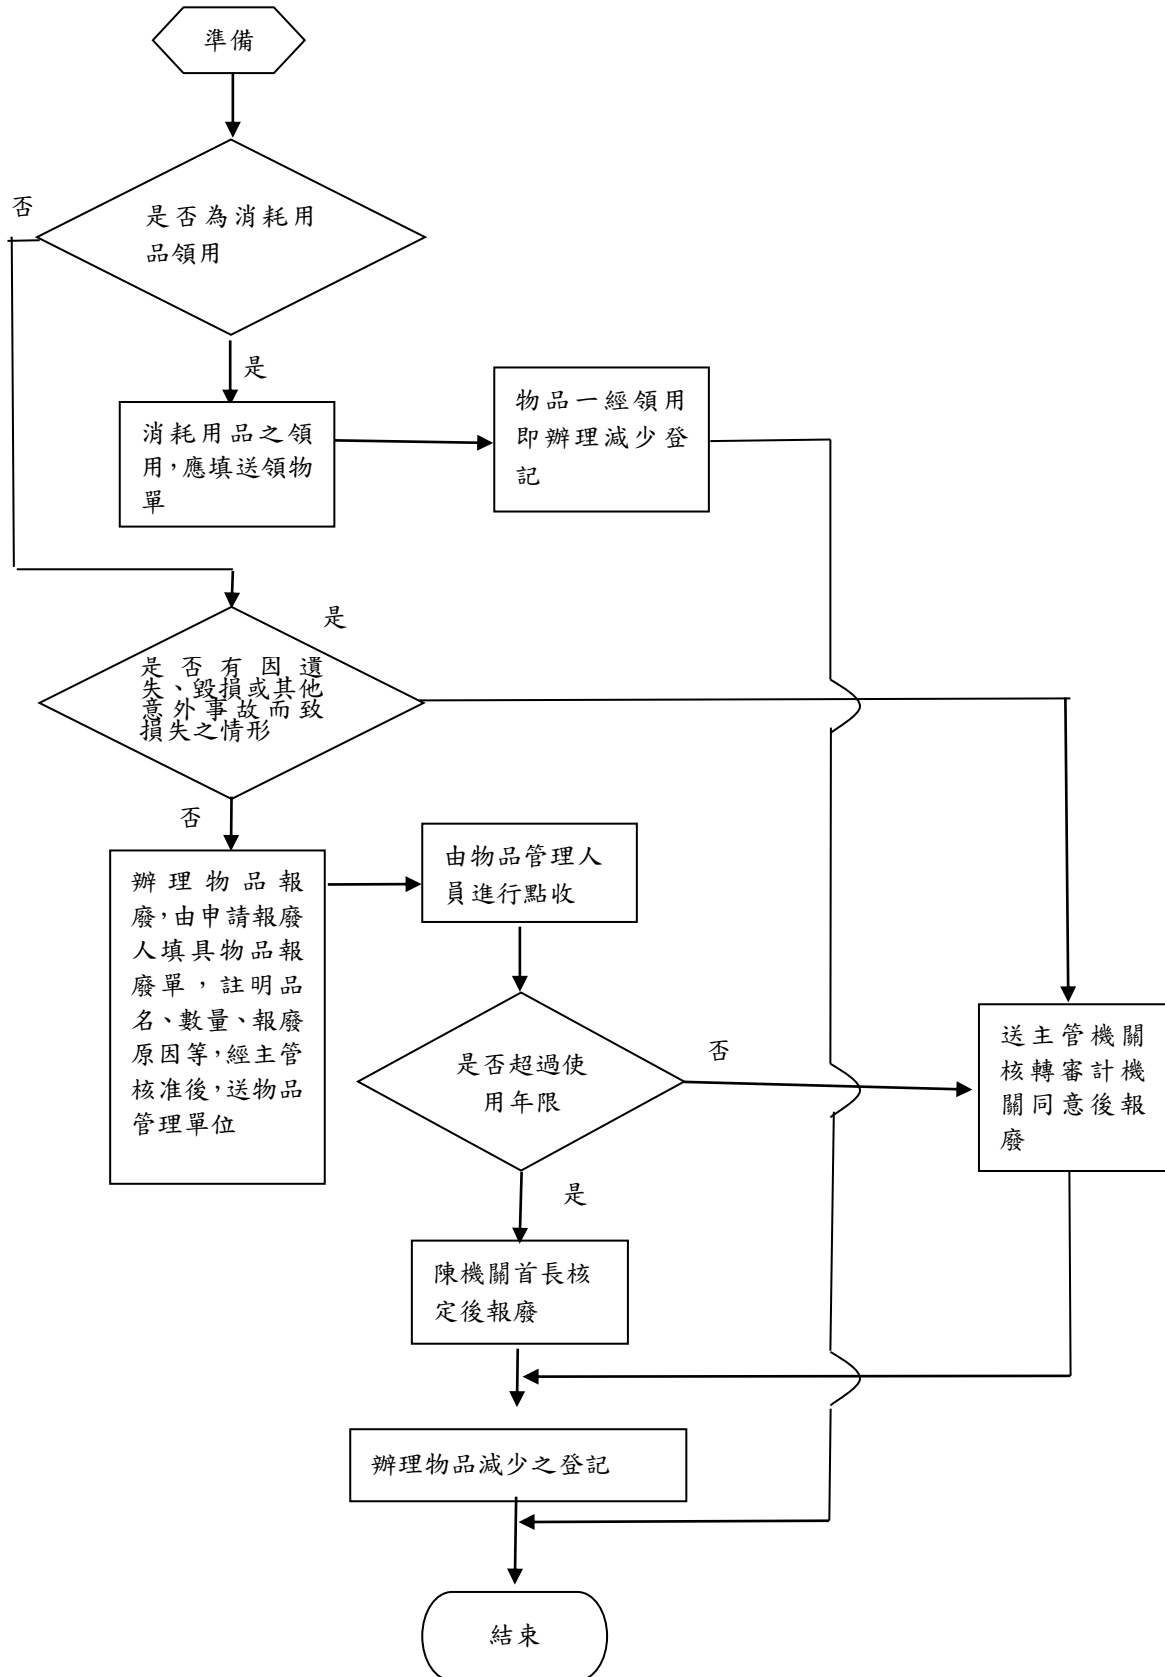 準備
否
是否為消耗用
品領用
是
消耗用品之領
用，應填送領物
單
物品一經領用
即辦理減少登
記
是
是否有因遺
失、毀損或其他
意外事故而致
損失之情形
否
辦理物品報
廢，由申請報廢
人填具物品報
廢單，註明品
名、數量、報廢
原因等，經主管
核准後，送物品
管理單位
由物品管理人
員進行點收
是否超過使
用年限
否
送主管機關
核轉審計機
關同意後報
廢
是
陳機關首長核
定後報廢
辦理物品減少之登記
結束